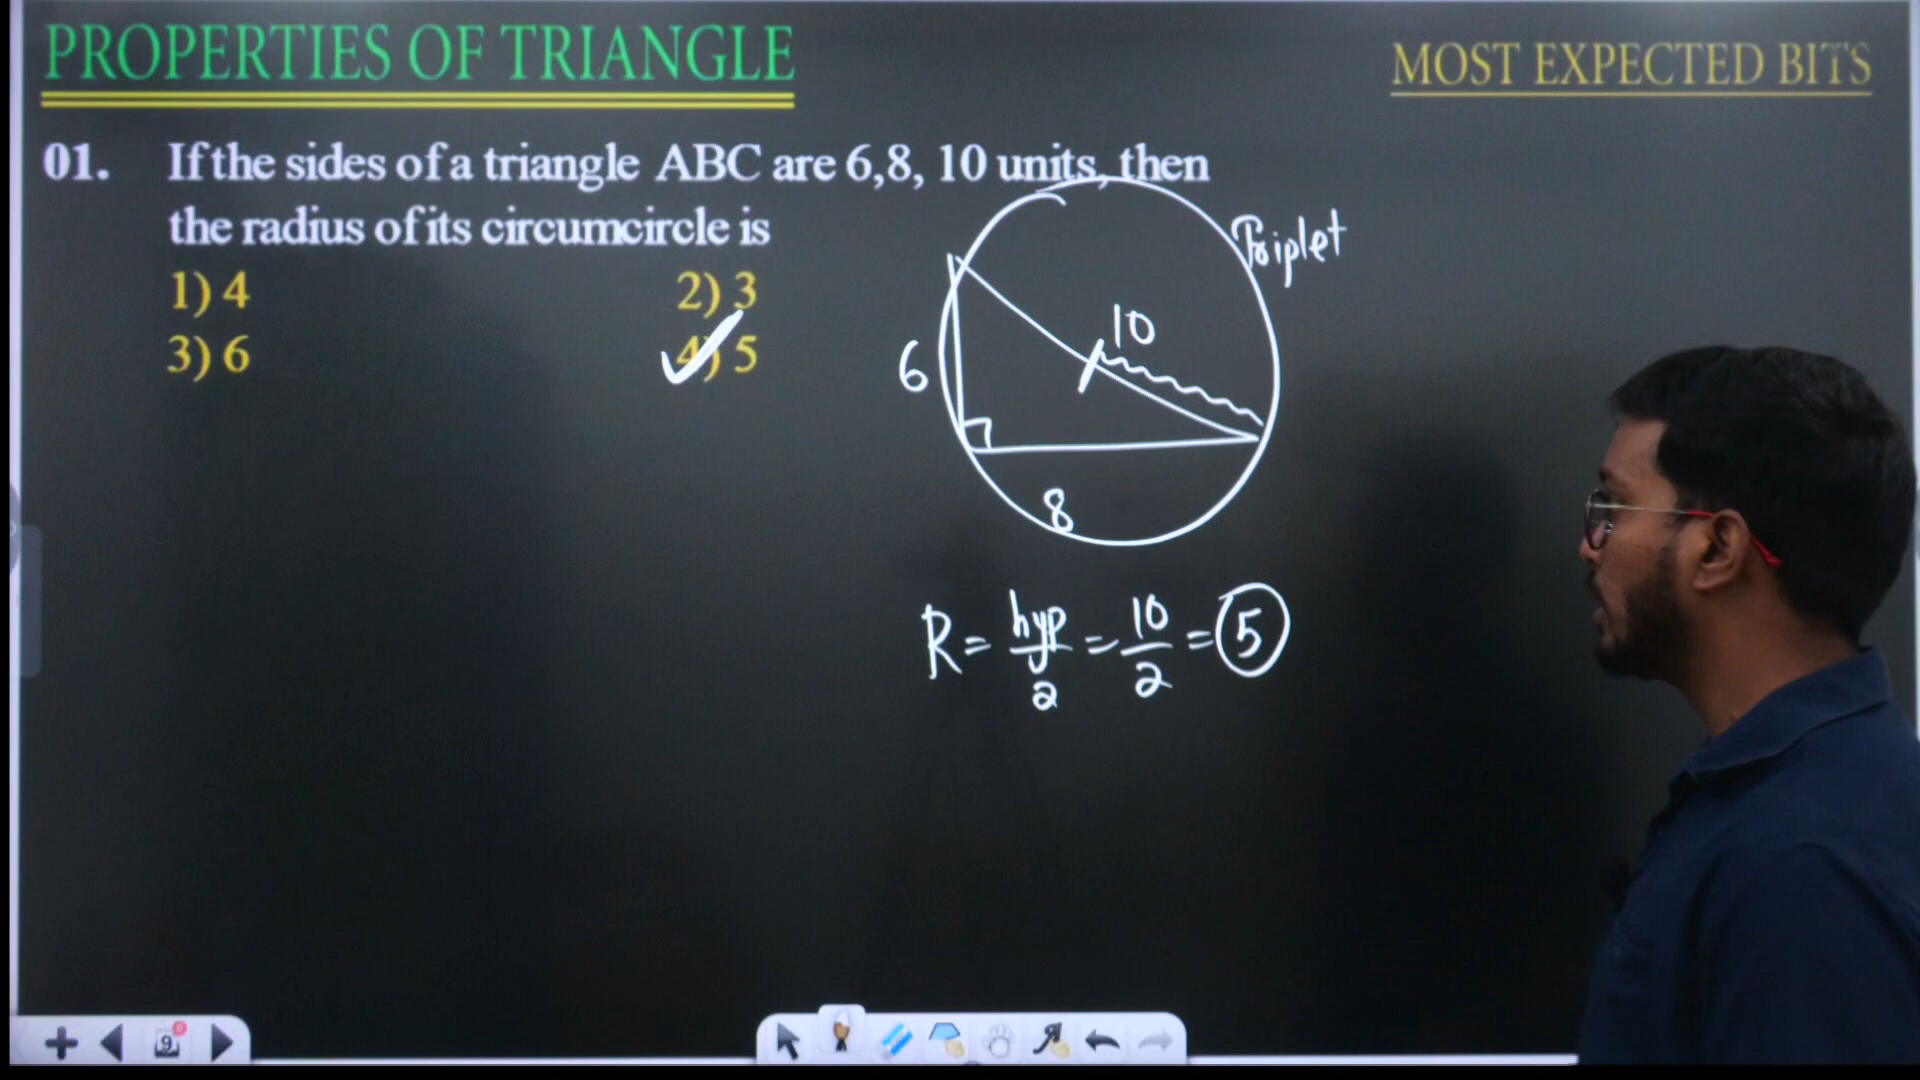 PROPERTIES OF TRIANGLE
MOST EXPECTED BITS
01. If the sides of a triangle ABC are 6,8, 10 units, then
the radius of its circumcircle is
1) 4
2) 3
3) 6
4) 5
Triplet
10
6
8
R = hyp/2 = 10/2 = 5
9
0